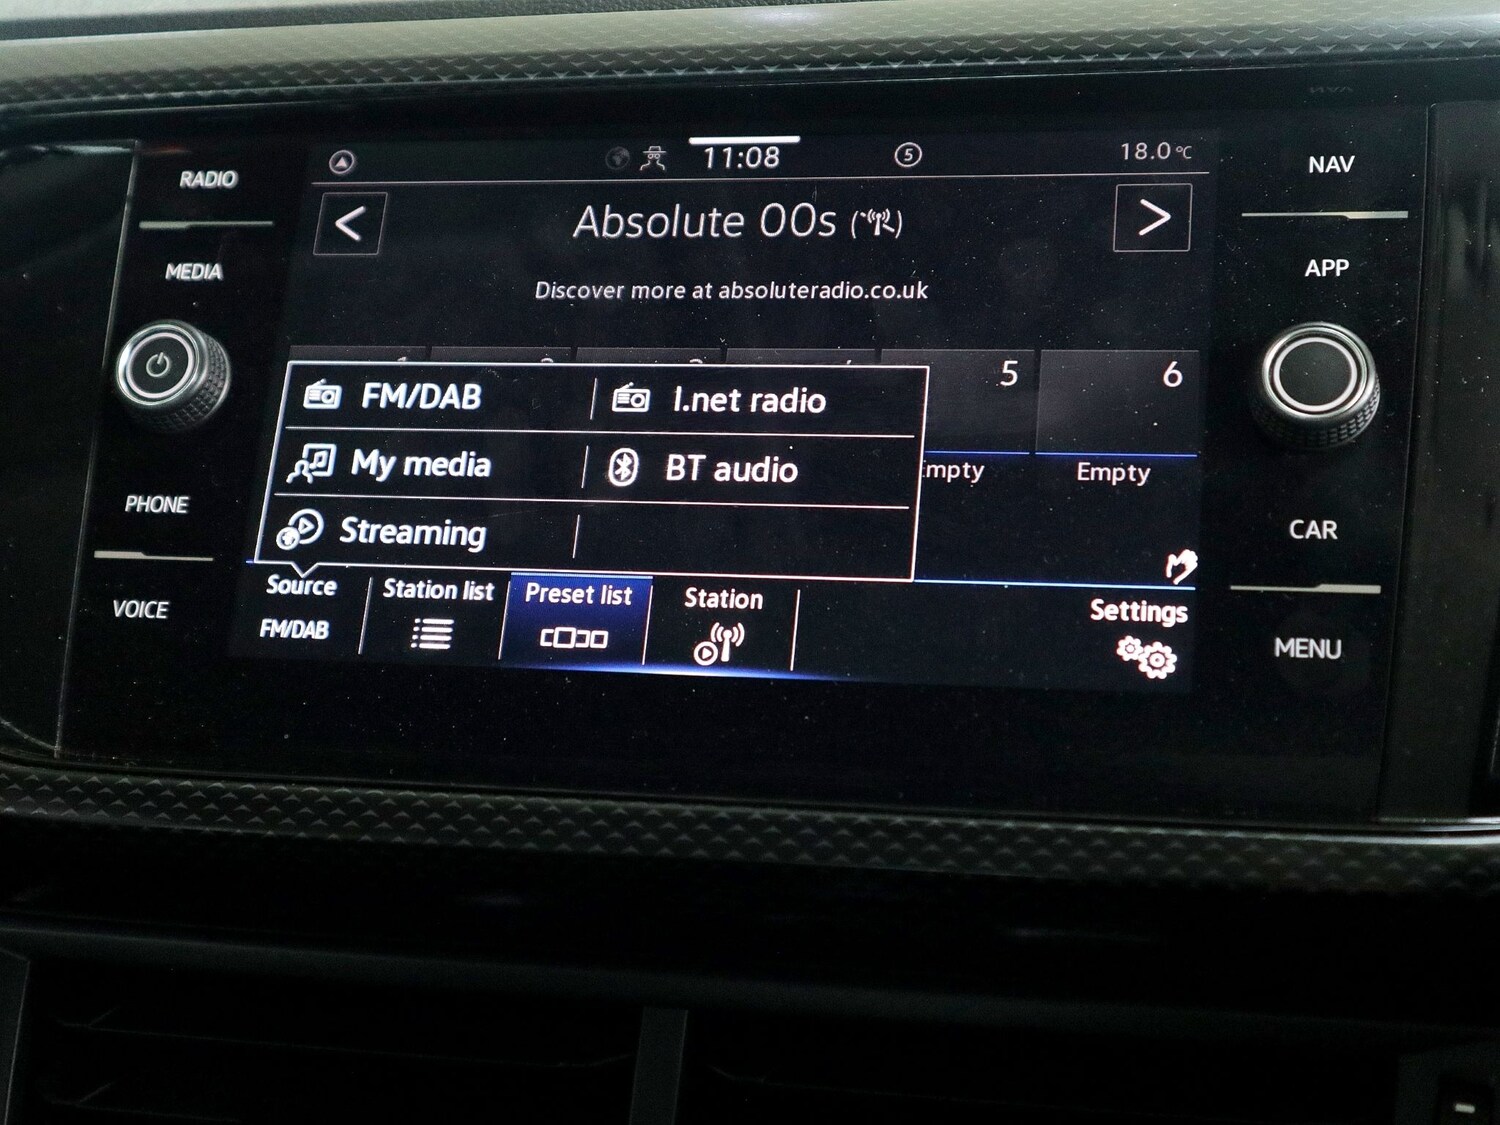 RADIO
MEDIA
PHONE
VOICE
11:08
5
18.0 °C
<
Absolute 00s
>
Discover more at absoluteradio.co.uk
5
6
FM/DAB
I.net radio
My media
BT audio
Streaming
Empty
Source
FM/DAB
Station list
Preset list
Station
Settings
NAV
APP
CAR
MENU